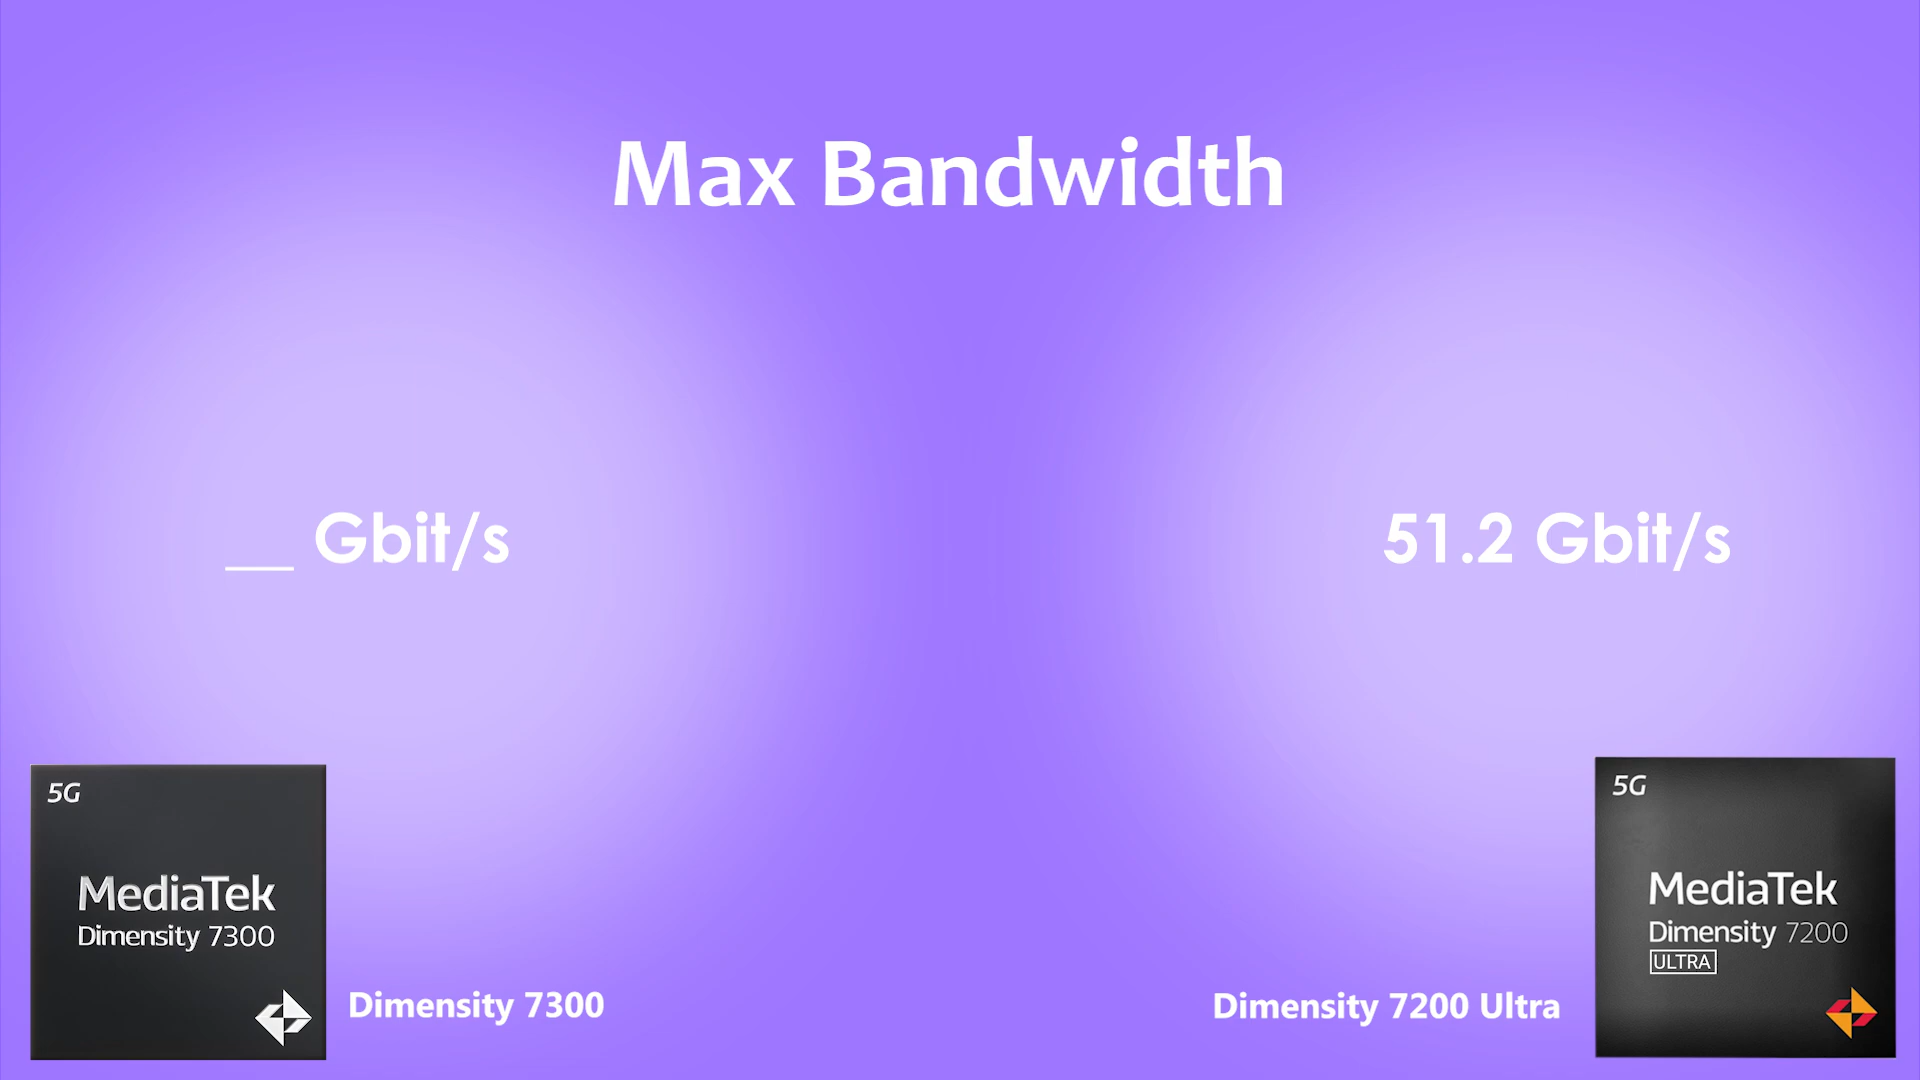 Max Bandwidth
__ Gbit/s
51.2 Gbit/s
5G
MediaTek
Dimensity 7300
Dimensity 7300
Dimensity 7200 Ultra
5G
MediaTek
Dimensity 7200
ULTRA